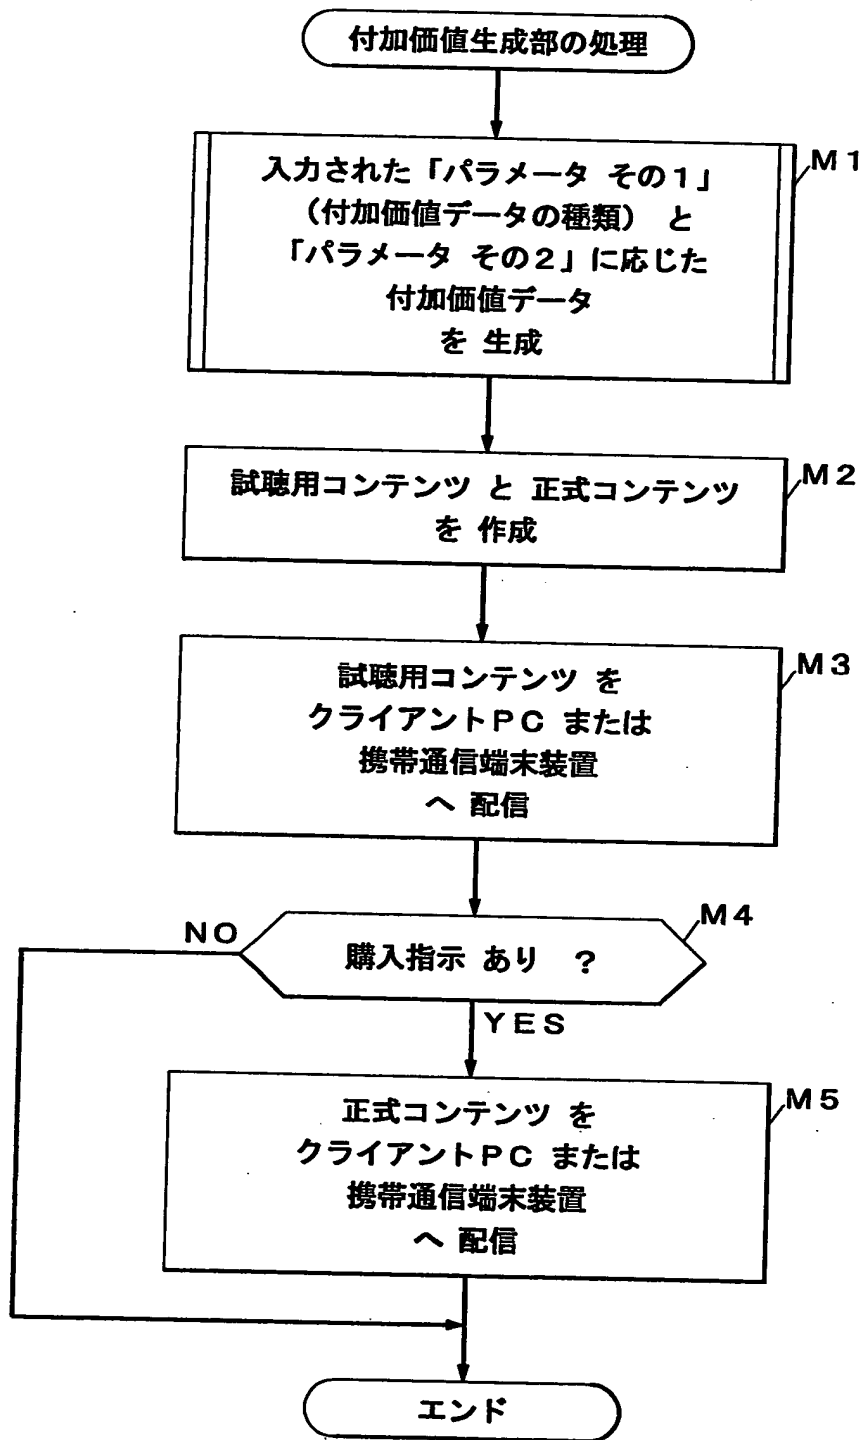 付加価値生成部の処理
M1
入力された「パラメータ その1」
(付加価値データの種類) と
「パラメータ その2」に応じた
付加価値データ
を 生成
M2
試聴用コンテンツ と 正式コンテンツ
を 作成
M3
試聴用コンテンツ を
クライアントPC または
携帯通信端末装置
へ 配信
M4
NO
購入指示 あり ?
YES
M5
正式コンテンツ を
クライアントPC または
携帯通信端末装置
へ 配信
エンド